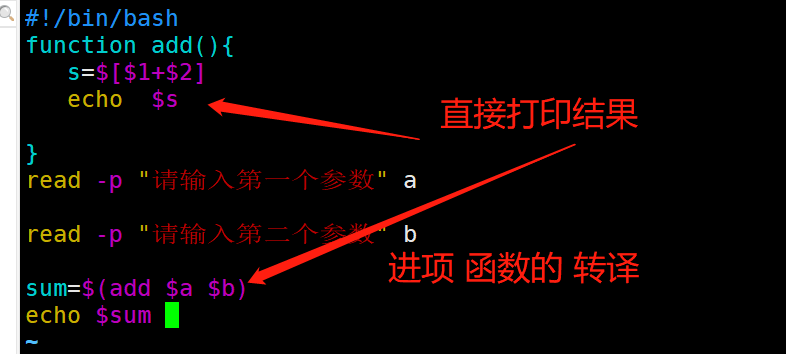 #!/bin/bash
function add(){
s=$[$1+$2]
echo  $s
直接打印结果
}
read -p "请输入第一个参数" a
read -p "请输入第二个参数" b
进项 函数的 转译
sum=$(add $a $b)
echo $sum
~